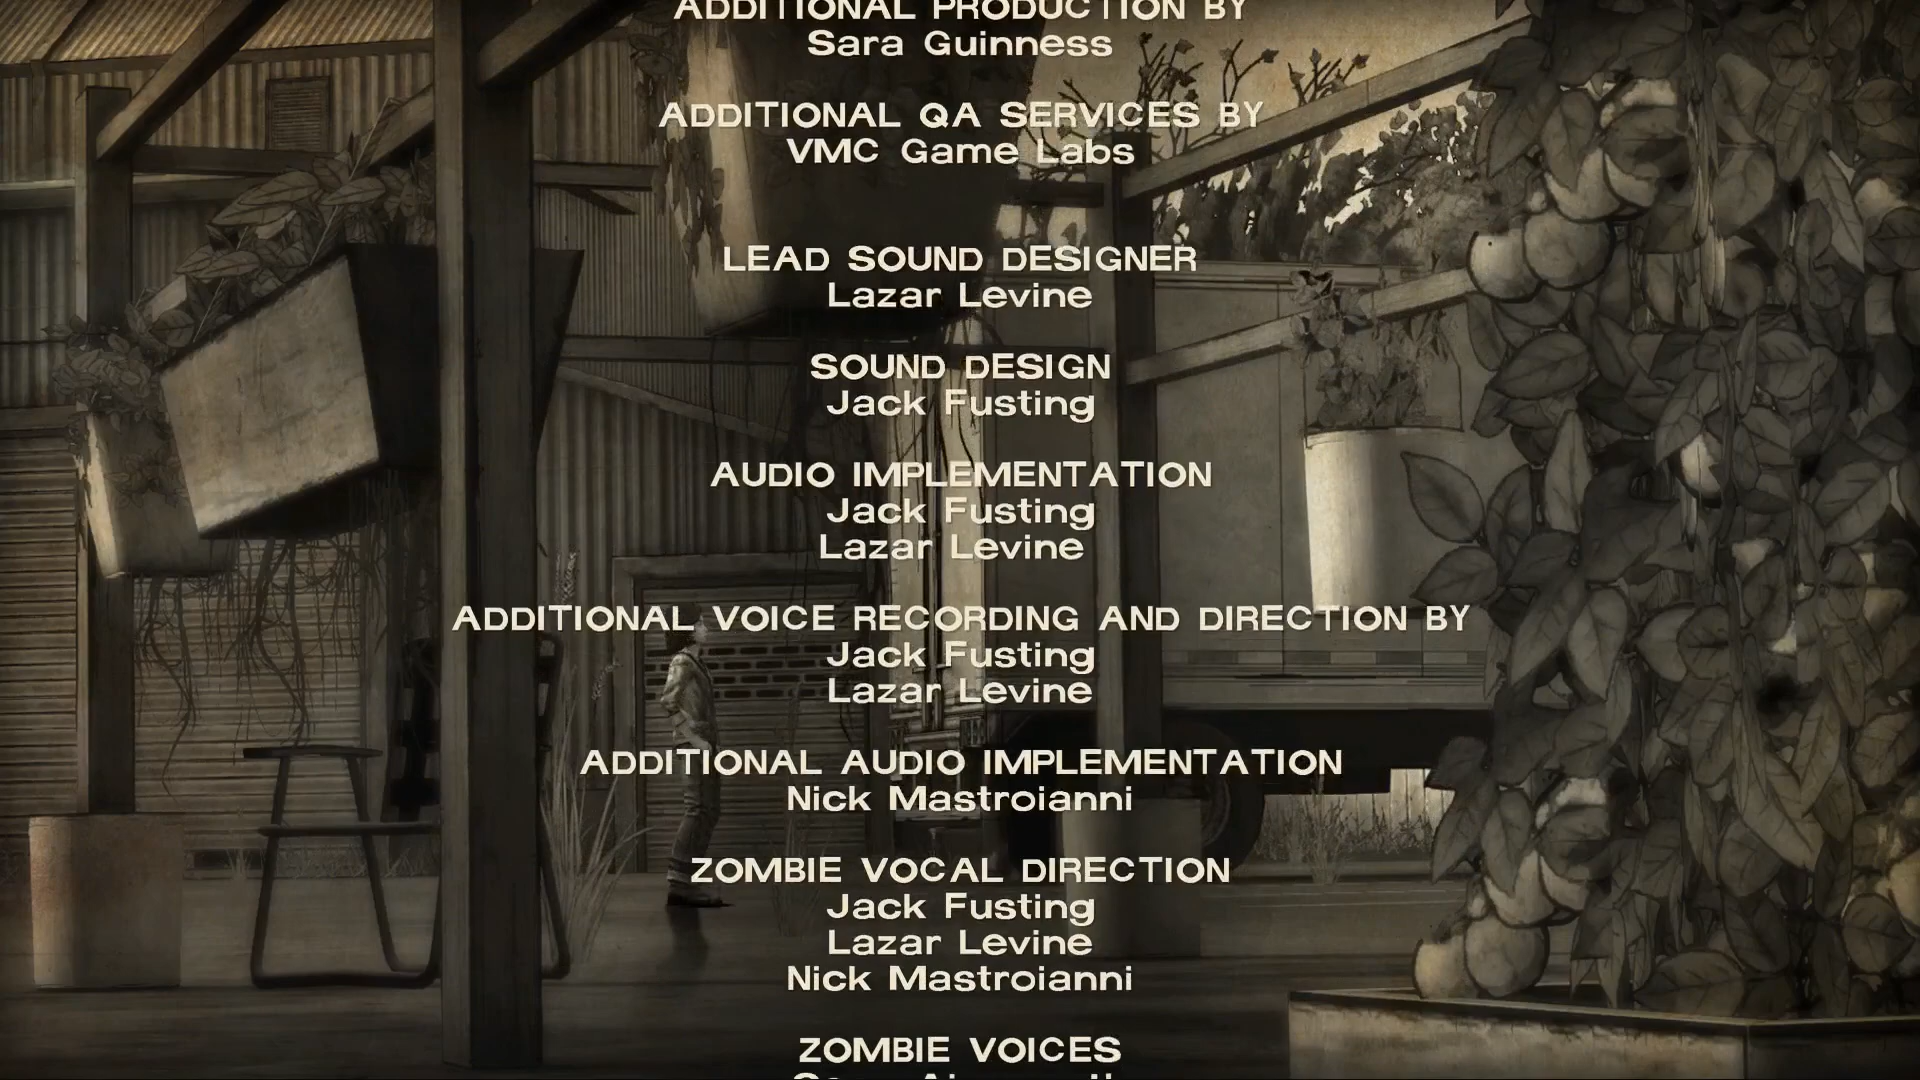 ADDITIONAL PRODUCTION BY
Sara Guinness
ADDITIONAL QA SERVICES BY
VMC Game Labs
LEAD SOUND DESIGNER
Lazar Levine
SOUND DESIGN
Jack Fusting
AUDIO IMPLEMENTATION
Jack Fusting
Lazar Levine
ADDITIONAL VOICE RECORDING AND DIRECTION BY
Jack Fusting
Lazar Levine
ADDITIONAL AUDIO IMPLEMENTATION
Nick Mastroianni
ZOMBIE VOCAL DIRECTION
Jack Fusting
Lazar Levine
Nick Mastroianni
ZOMBIE VOICES